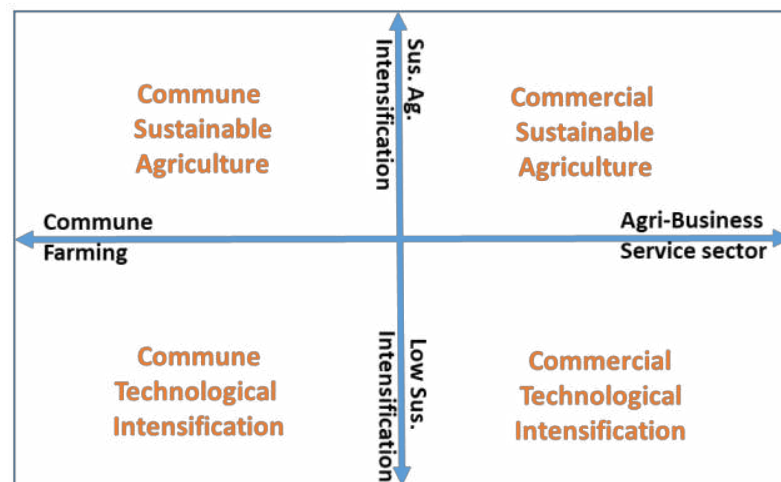 Sus. Ag.
Intensification
Commune
Sustainable
Agriculture
Commercial
Sustainable
Agriculture
Commune
Farming
Agri-Business
Service sector
Low Sus.
Intensification
Commune
Technological
Intensification
Commercial
Technological
Intensification